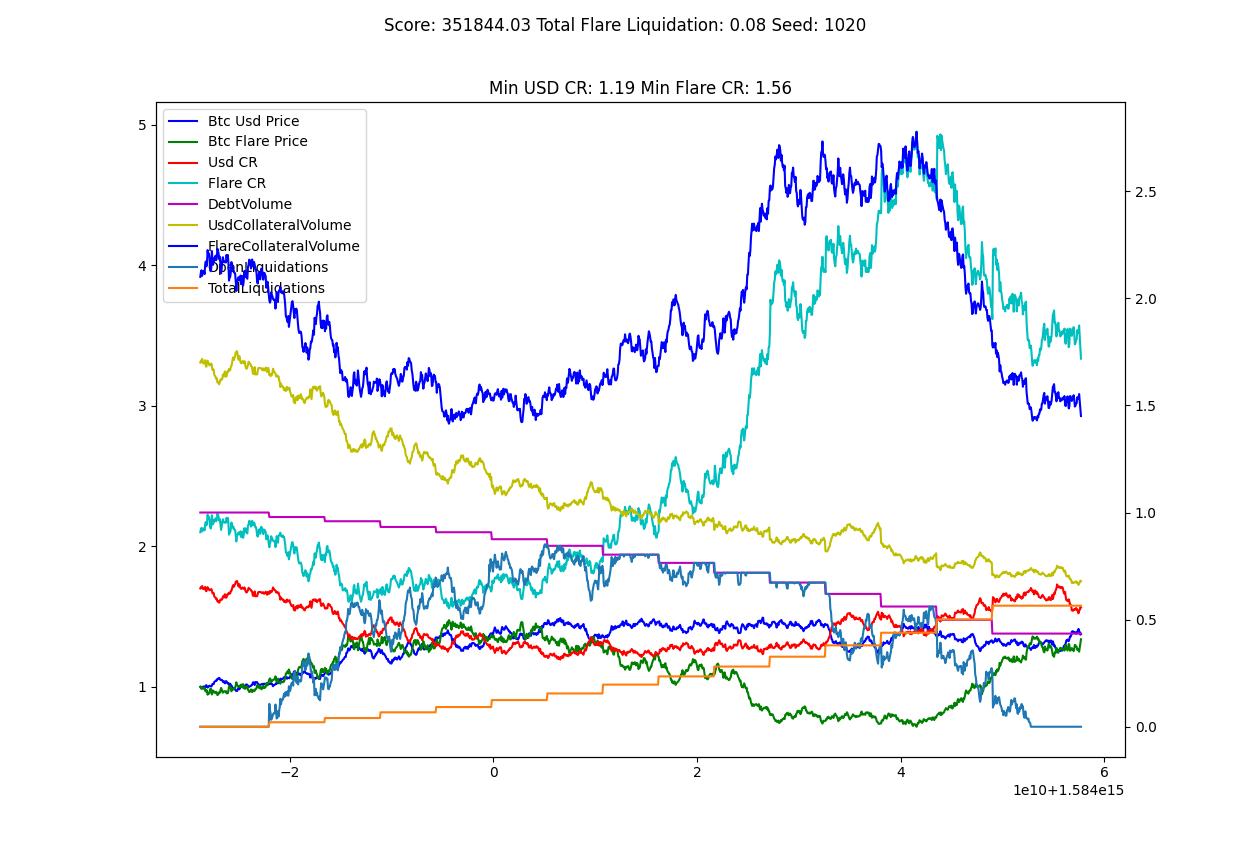 Score: 351844.03 Total Flare Liquidation: 0.08 Seed: 1020
Min USD CR: 1.19 Min Flare CR: 1.56
Btc Usd Price
Btc Flare Price
Usd CR
Flare CR
DebtVolume
UsdCollateralVolume
FlareCollateralVolume
OpenLiquidations
TotalLiquidations
5
4
3
2
1
2.5
2.0
1.5
1.0
0.5
0.0
−2
0
2
4
6
1e10+1.584e15